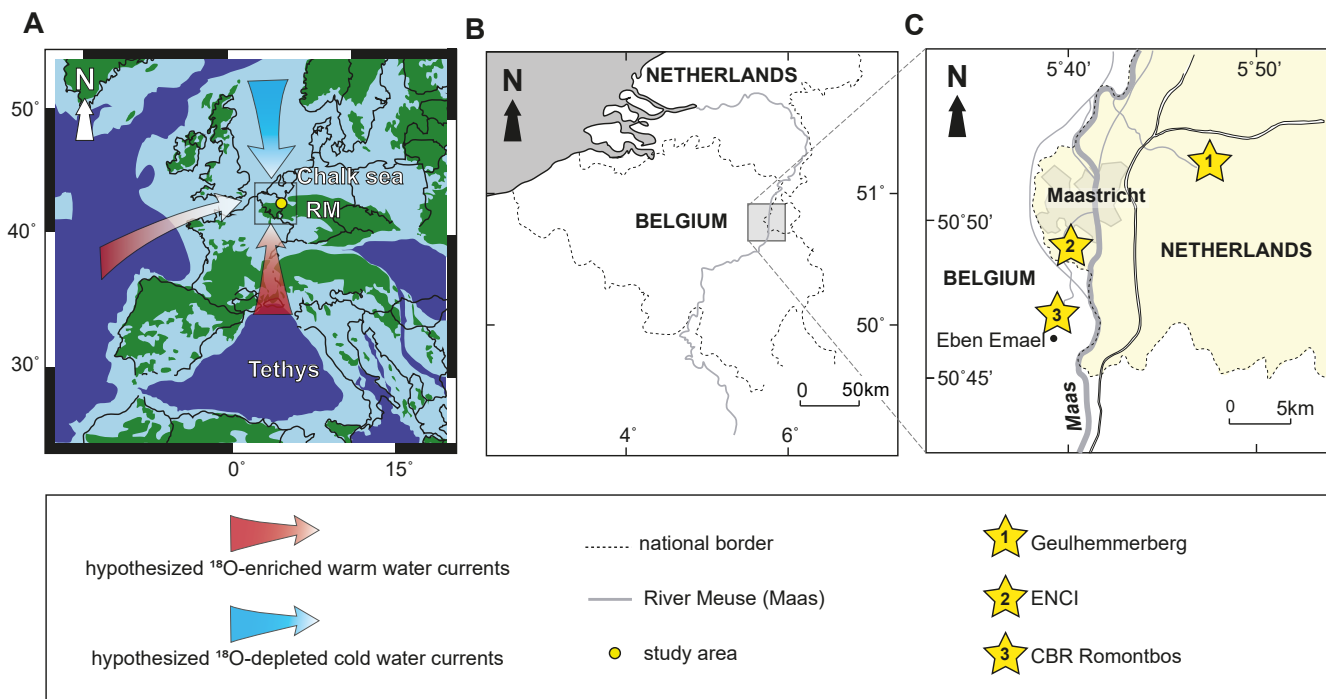 A
N
50˚
40˚
30˚
0˚
15˚
Chalk sea
RM
Tethys
B
N
NETHERLANDS
BELGIUM
51˚
50˚
4˚
6˚
0 50km
C
5˚40’
5˚50’
N
1
Maastricht
50˚50’
2
NETHERLANDS
BELGIUM
3
Eben Emael
50˚45’
Maas
0 5km
hypothesized ¹⁸O-enriched warm water currents
hypothesized ¹⁸O-depleted cold water currents
national border
River Meuse (Maas)
study area
1 Geulhemmerberg
2 ENCI
3 CBR Romontbos